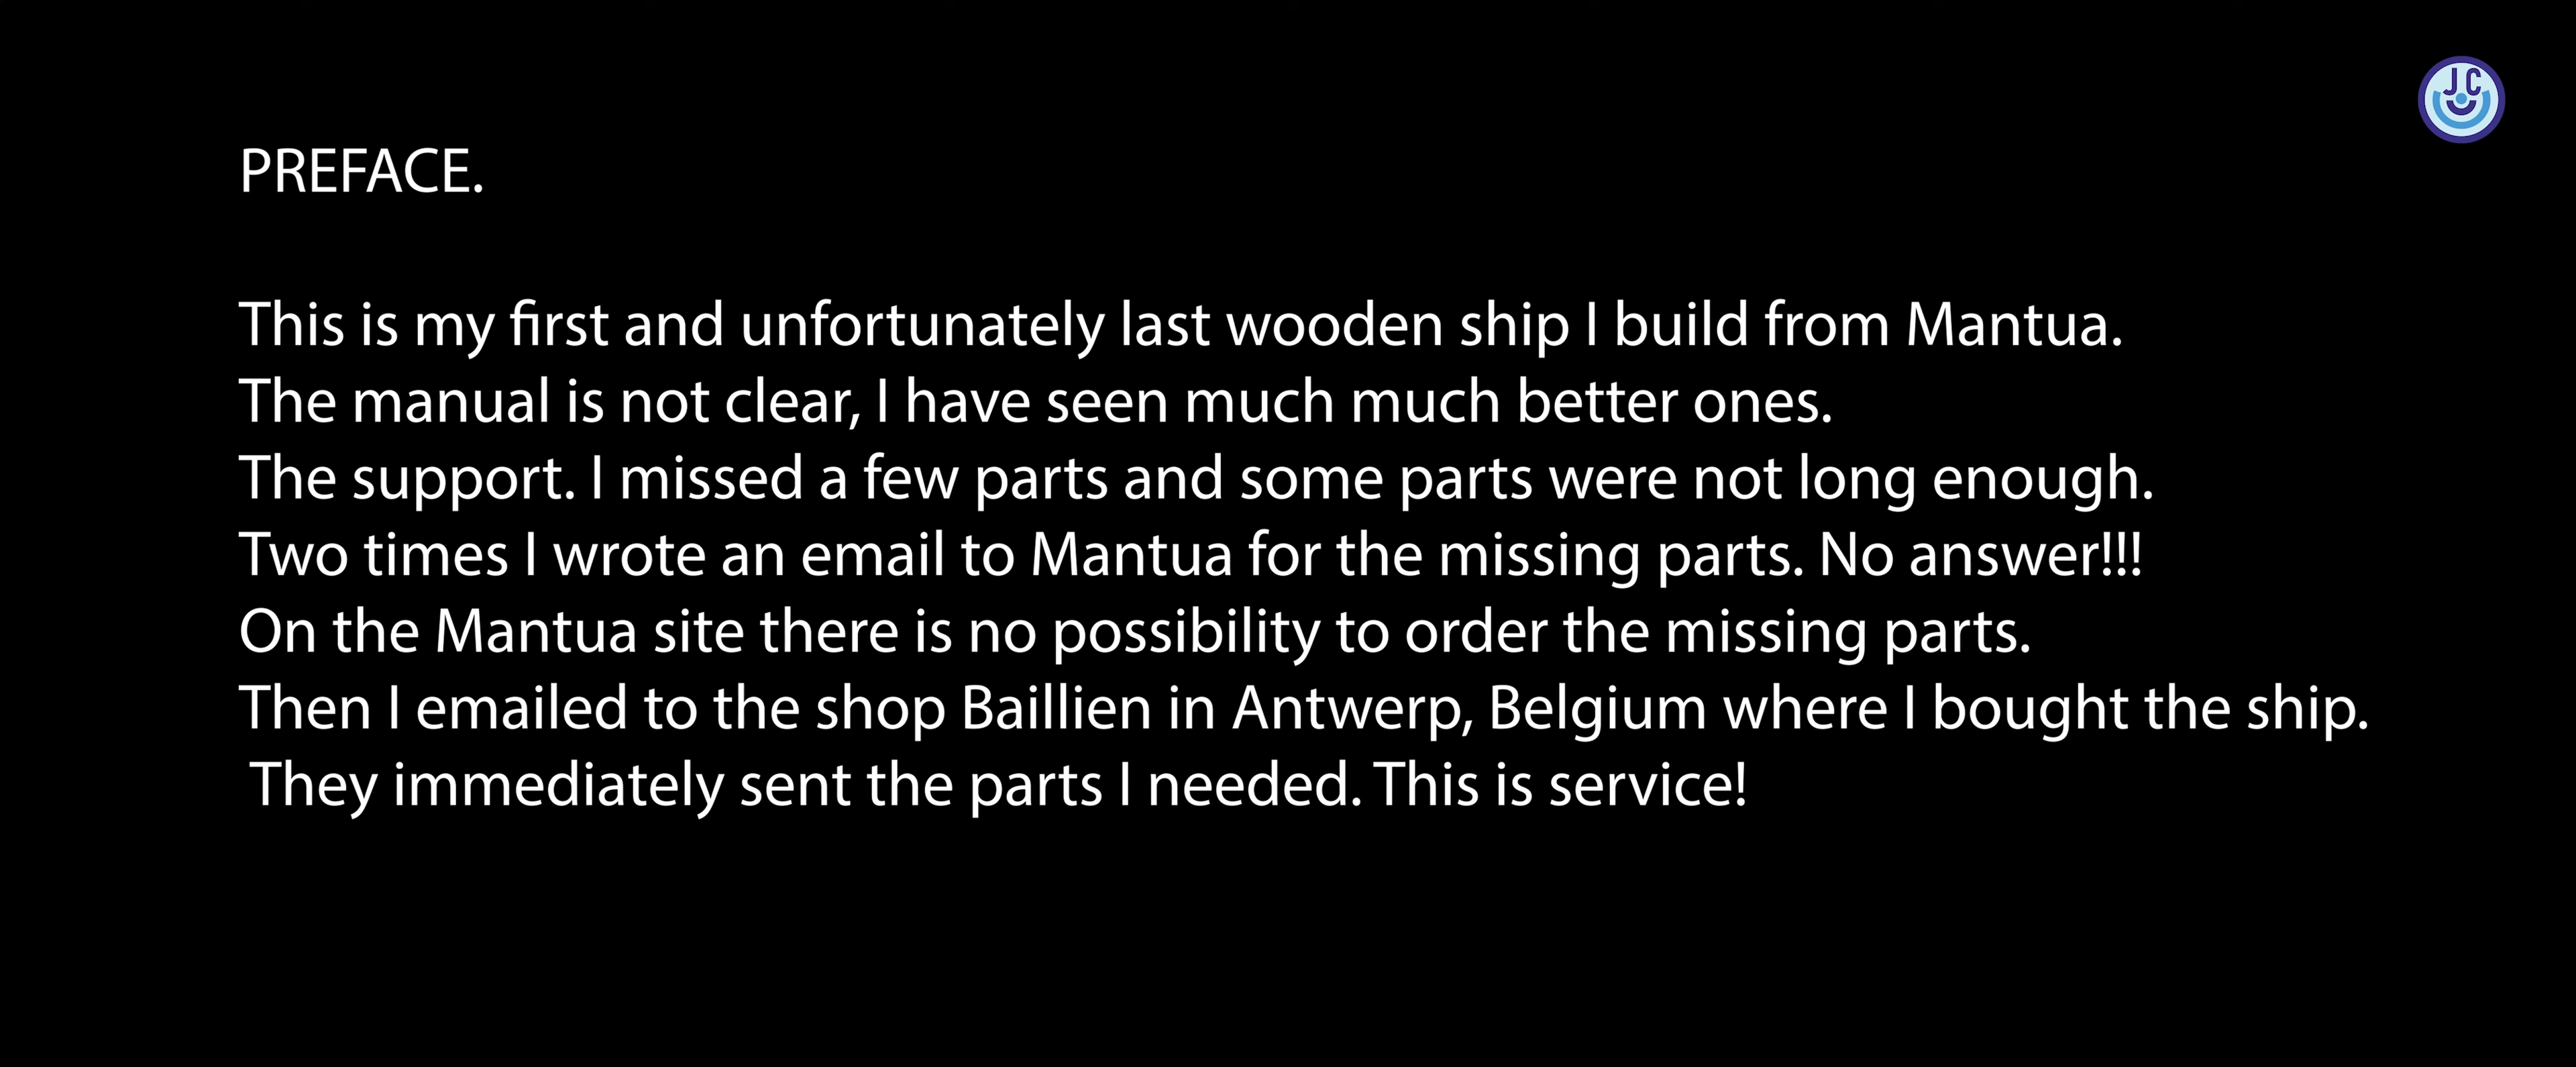 JC
PREFACE.
This is my first and unfortunately last wooden ship I build from Mantua.
The manual is not clear, I have seen much much better ones.
The support. I missed a few parts and some parts were not long enough.
Two times I wrote an email to Mantua for the missing parts. No answer!!!
On the Mantua site there is no possibility to order the missing parts.
Then I emailed to the shop Baillien in Antwerp, Belgium where I bought the ship.
They immediately sent the parts I needed. This is service!